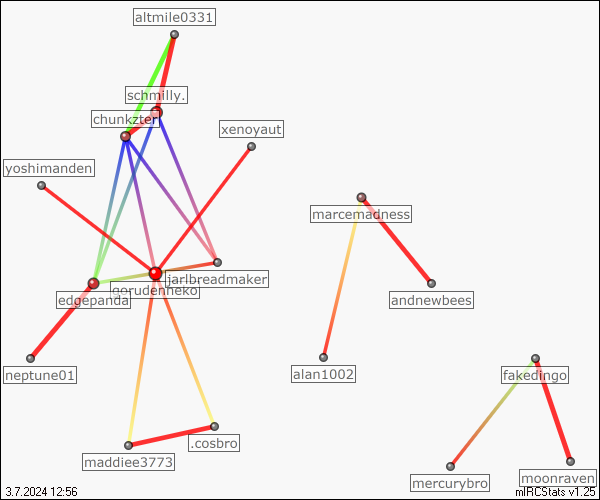 altmile0331
schmilly.
chunkzter
xenoyaut
yoshimanden
marcemadness
jarlbreadmaker
gorudenneko
edgepanda
andnewbees
neptune01
alan1002
fakedingo
.cosbro
maddiee3773
mercurybro
moonraven
3.7.2024 12:56
mIRCStats v1.25